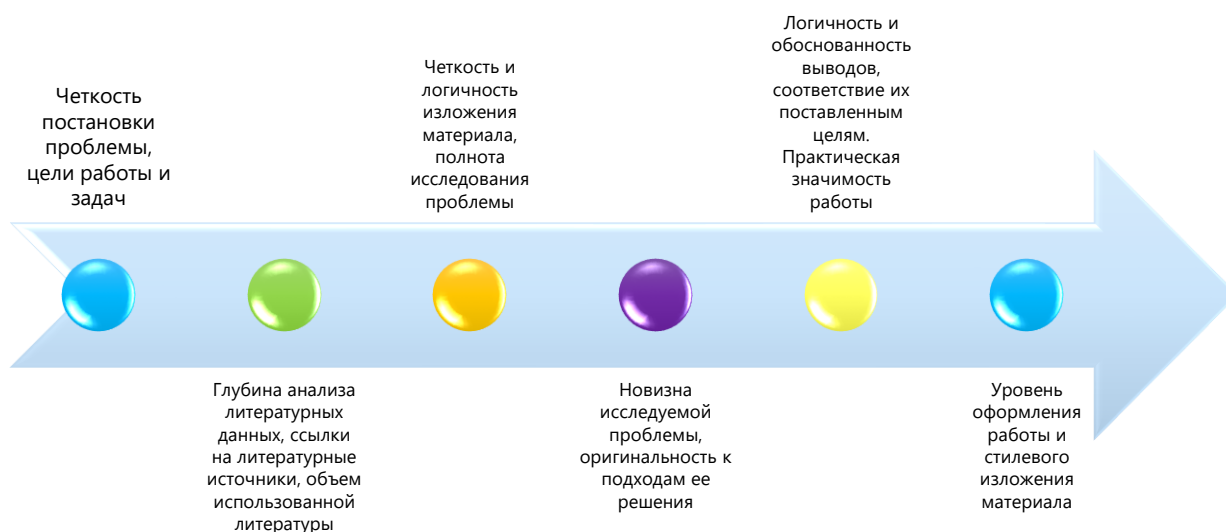 Четкость
постановки
проблемы,
цели работы и
задач
Глубина анализа
литературных
данных, ссылки
на литературные
источники, объем
использованной
литературы
Четкость и
логичность
изложения
материала,
полнота
исследования
проблемы
Новизна
исследуемой
проблемы,
оригинальность к
подходам ее
решения
Логичность и
обоснованность
выводов,
соответствие их
поставленным
целям.
Практическая
значимость
работы
Уровень
оформления
работы и
стилевого
изложения
материала